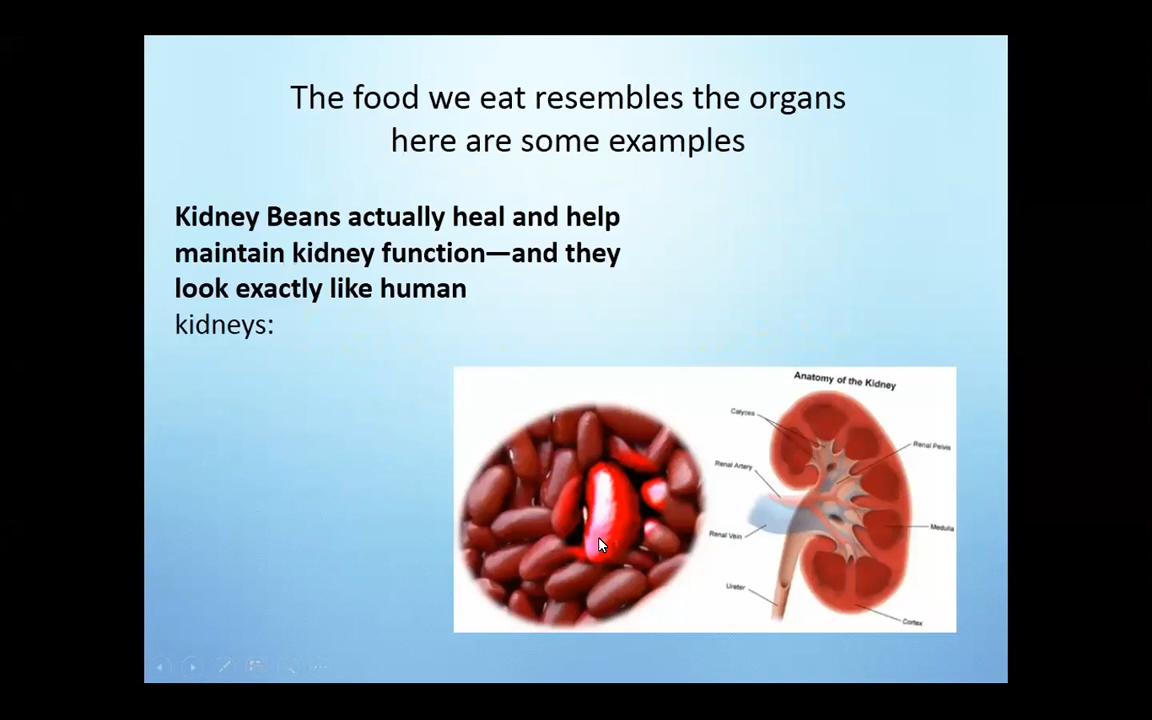 The food we eat resembles the organs
here are some examples
Kidney Beans actually heal and help
maintain kidney function—and they
look exactly like human
kidneys:
Anatomy of the Kidney
Calyces
Renal Pelvis
Renal Artery
Medulla
Renal Vein
Ureter
Cortex